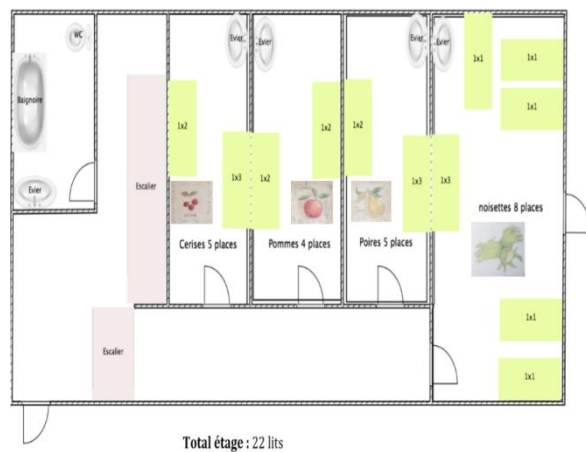 WC
Baignoire
Evier
Escalier
Escalier
Evier
1x2
1x3
Cerises 5 places
Evier
1x2
1x2
Pommes 4 places
Evier
1x2
1x3
Poires 5 places
Evier
1x1
1x1
1x1
1x3
noisettes 8 places
1x1
1x1
Total étage : 22 lits